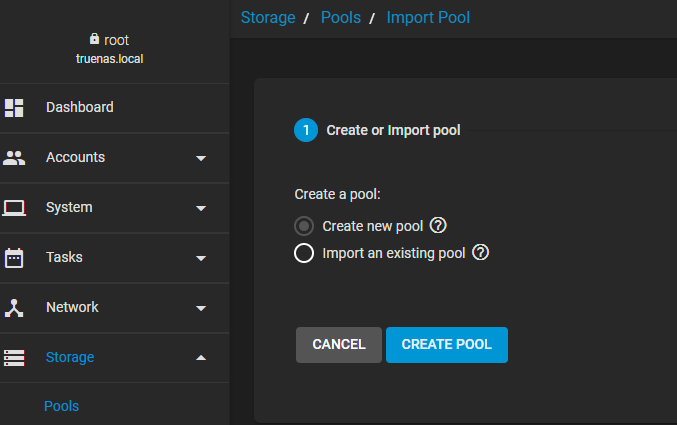 root
truenas.local
Dashboard
Accounts
System
Tasks
Network
Storage
Pools
Storage / Pools / Import Pool
1 Create or Import pool
Create a pool:
Create new pool ?
Import an existing pool ?
CANCEL CREATE POOL